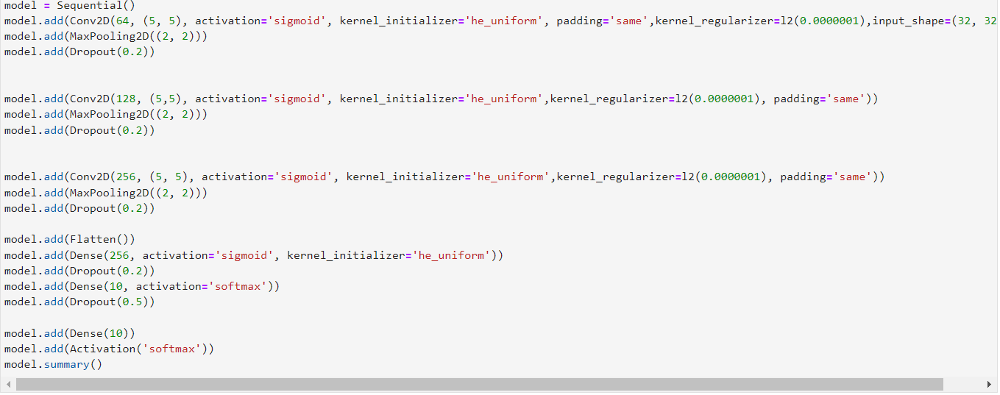 model = Sequential()
model.add(Conv2D(64, (5, 5), activation='sigmoid', kernel_initializer='he_uniform', padding='same',kernel_regularizer=l2(0.0000001),input_shape=(32, 32
model.add(MaxPooling2D((2, 2)))
model.add(Dropout(0.2))
model.add(Conv2D(128, (5,5), activation='sigmoid', kernel_initializer='he_uniform',kernel_regularizer=l2(0.0000001), padding='same'))
model.add(MaxPooling2D((2, 2)))
model.add(Dropout(0.2))
model.add(Conv2D(256, (5, 5), activation='sigmoid', kernel_initializer='he_uniform',kernel_regularizer=l2(0.0000001), padding='same'))
model.add(MaxPooling2D((2, 2)))
model.add(Dropout(0.2))
model.add(Flatten())
model.add(Dense(256, activation='sigmoid', kernel_initializer='he_uniform'))
model.add(Dropout(0.2))
model.add(Dense(10, activation='softmax'))
model.add(Dropout(0.5))
model.add(Dense(10))
model.add(Activation('softmax'))
model.summary()